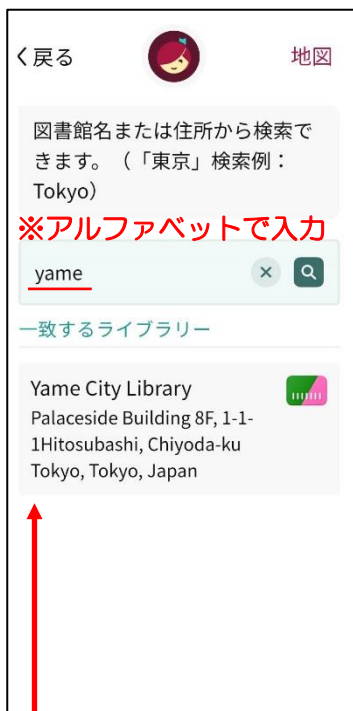 戻る
地図
図書館名または住所から検索で
きます。（「東京」検索例：
Tokyo）
※アルファベットで入力
yame
一致するライブラリー
Yame City Library
Palaceside Building 8F, 1-1-
1Hitosubashi, Chiyoda-ku
Tokyo, Tokyo, Japan